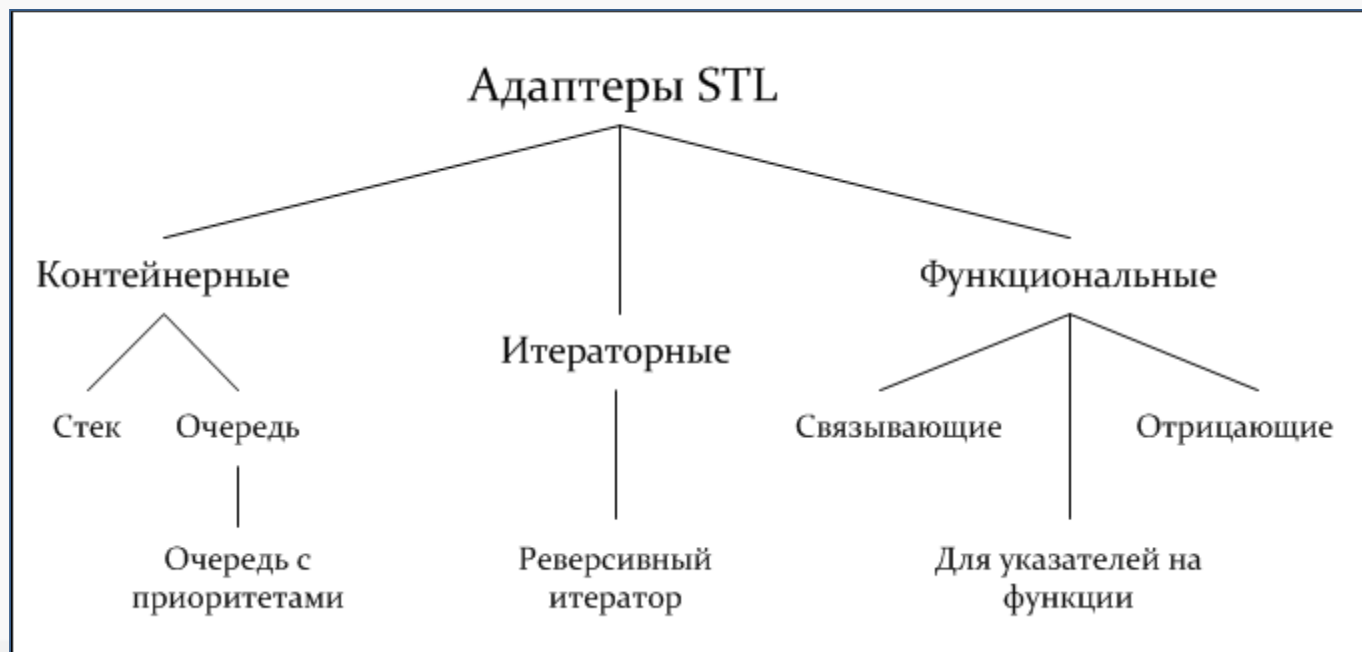 Адаптеры STL
Контейнерные
Функциональные
Итераторные
Стек
Очередь
Связывающие
Отрицающие
Очередь с
приоритетами
Реверсивный
итератор
Для указателей на
функции